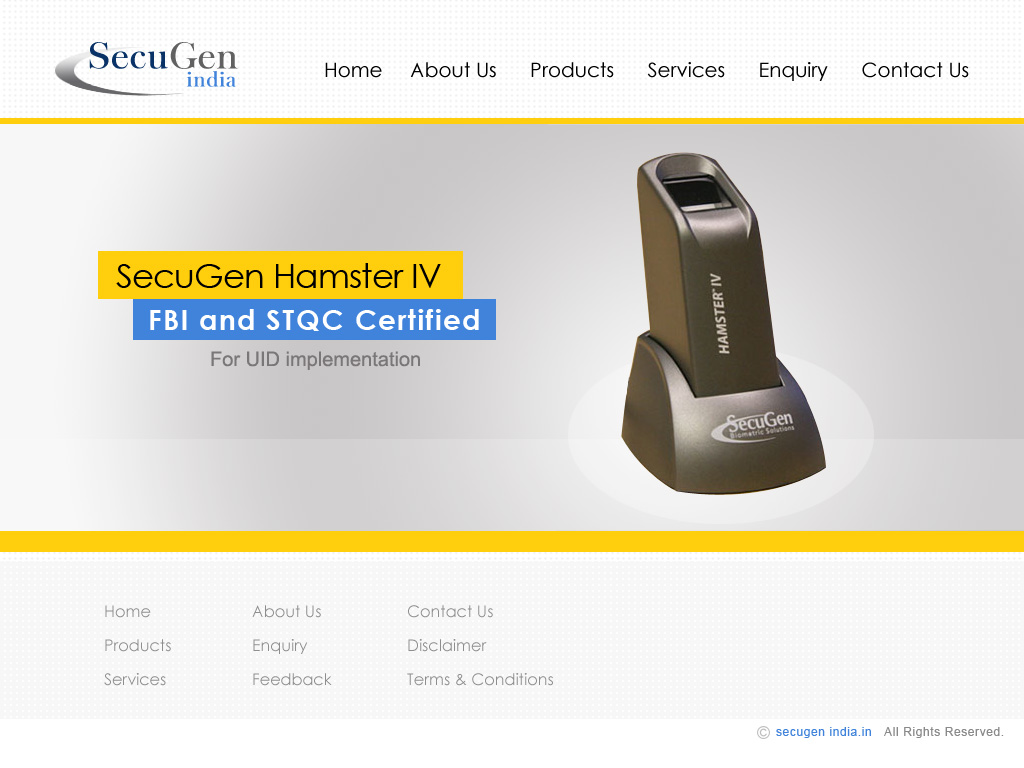 SecuGen
india
Home About Us Products Services Enquiry Contact Us
SecuGen Hamster IV
FBI and STQC Certified
For UID implementation
HAMSTER™ IV
SecuGen
Biometric Solutions
Home About Us Contact Us
Products Enquiry Disclaimer
Services Feedback Terms & Conditions
© secugen india.in All Rights Reserved.